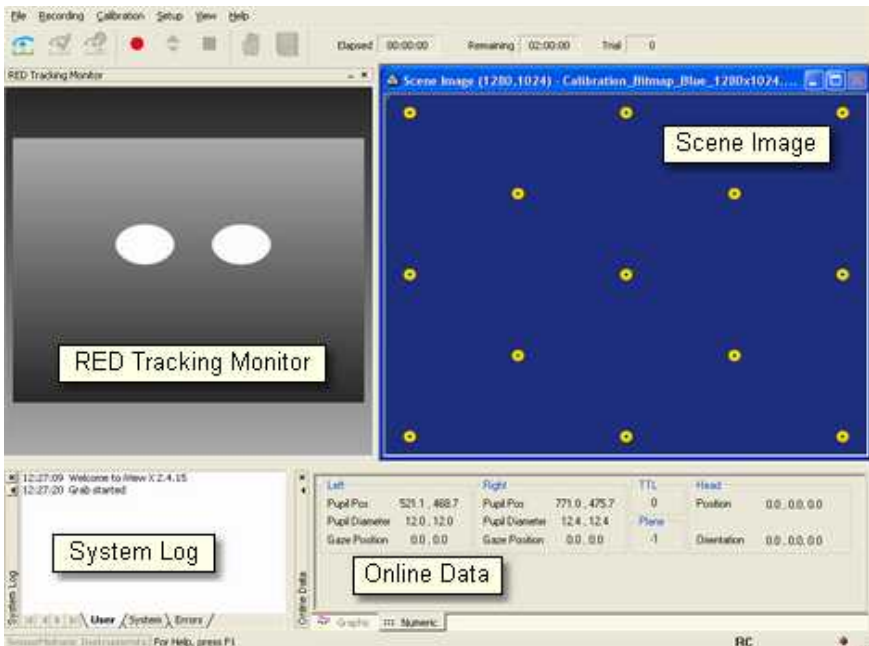 File Recording Calibration Setup View Help
Elapsed 00:00:00 Remaining 02:00:00 Trial 0
RED Tracking Monitor
Scene Image (1280,1024) - Calibration_Bitmap_Blue_1280x1024....
Scene Image
RED Tracking Monitor
12:27:09 Welcome to iView X 2.4.15
12:27:20 Grab started
System Log
System Log
User System Errors
Online Data
Left Right TTL Head
Pupil Pos 521.1 , 468.7 Pupil Pos 771.0 , 475.7 0 Position 0.0 , 0.0, 0.0
Pupil Diameter 12.0 , 12.0 Pupil Diameter 12.4 , 12.4 Plane
Gaze Position 0.0 , 0.0 Gaze Position 0.0 , 0.0 -1 Orientation 0.0 , 0.0, 0.0
Online Data
Graphs Numeric
SensoMotoric Instruments For Help, press F1 RC